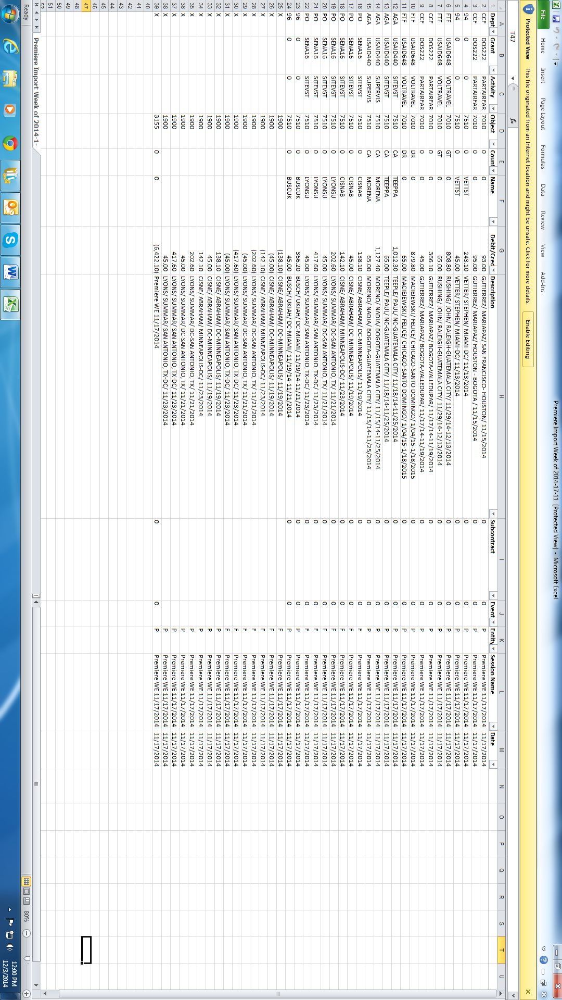 Premiere Import Week of 2014-17-11 [Protected View] - Microsoft Excel
File Home Insert Page Layout Formulas Data Review View Add-Ins
Protected View This file originated from an Internet location and might be unsafe. Click for more details. Enable Editing
T47 fx
A B C D E F G H I J K L M N O P Q R S T U
1 Dept Grant Activity Object Count Name Debit/Cred Description Subcontract Event Entity Session Name Date
2 CCF DOS222 PARTAIRFAR 7010 0 0 93.00 GUTIERREZ/ MARIAPAZ/ SAN FRANCISCO- HOUSTON/ 11/15/2014 0 0 P Premiere WE 11/17/2014 11/17/2014
3 CCF DOS222 PARTAIRFAR 7010 0 0 95.00 GUTIERREZ/ MARIAPAZ/ HOUSTON - BOGOTA / 11/15/2014 0 0 P Premiere WE 11/17/2014 11/17/2014
4 94 0 0 7510 0 VETTST 243.10 VETTER/ STEPHEN/ MIAMI-DC/ 11/13/2014 0 0 P Premiere WE 11/17/2014 11/17/2014
5 94 0 0 7510 0 VETTST 45.00 VETTER/ STEPHEN/ MIAMI-DC/ 11/13/2014 0 0 P Premiere WE 11/17/2014 11/17/2014
6 FTF USAID648 VOLTRAVEL 7010 GT 0 808.80 RUSHING/ JOHN/ RALEIGH-GUATEMALA CITY/ 11/29/14-12/13/2014 0 0 P Premiere WE 11/17/2014 11/17/2014
7 FTF USAID648 VOLTRAVEL 7010 GT 0 65.00 RUSHING/ JOHN/ RALEIGH-GUATEMALA CITY/ 11/29/14-12/13/2014 0 0 P Premiere WE 11/17/2014 11/17/2014
8 CCF DOS222 PARTAIRFAR 7010 0 0 366.10 GUTIERREZ/ MARIAPAZ/ BOGOTA-VALLEDUPAR/ 11/17/14-11/19/2014 0 0 P Premiere WE 11/17/2014 11/17/2014
9 CCF DOS222 PARTAIRFAR 7010 0 0 45.00 GUTIERREZ/ MARIAPAZ/ BOGOTA-VALLEDUPAR/ 11/17/14-11/19/2014 0 0 P Premiere WE 11/17/2014 11/17/2014
10 FTF USAID648 VOLTRAVEL 7010 DR 0 879.80 MACIEJEWSKI/ FELICE/ CHICAGO-SANTO DOMINGO/ 1/04/15-1/18/2015 0 0 P Premiere WE 11/17/2014 11/17/2014
11 FTF USAID648 VOLTRAVEL 7010 DR 0 65.00 MACIEJEWSKI/ FELICE/ CHICAGO-SANTO DOMINGO/ 1/04/15-1/18/2015 0 0 P Premiere WE 11/17/2014 11/17/2014
12 AGA USAID440 SITEVST 7510 CA TEEPPA 1,012.30 TEEPLE/ PAUL/ NC-GUATEMALA CITY/ 11/18/14-11/25/2014 0 0 P Premiere WE 11/17/2014 11/17/2014
13 AGA USAID440 SITEVST 7510 CA TEEPPA 65.00 TEEPLE/ PAUL/ NC-GUATEMALA CITY/ 11/18/14-11/25/2014 0 0 P Premiere WE 11/17/2014 11/17/2014
14 AGA USAID440 SUPERVIS 7510 CA MORENA 1,127.40 MORENO/ NADIA/ BOGOTA-GUATEMALA CITY/ 11/15/14-11/25/2014 0 0 P Premiere WE 11/17/2014 11/17/2014
15 AGA USAID440 SUPERVIS 7510 CA MORENA 65.00 MORENO/ NADIA/ BOGOTA-GUATEMALA CITY/ 11/15/14-11/25/2014 0 0 P Premiere WE 11/17/2014 11/17/2014
16 PO SENA16 SITEVST 7510 0 CISNAB 138.10 CISNE/ ABRAHAM/ DC-MINNEAPOLIS/ 11/19/2014 0 0 F Premiere WE 11/17/2014 11/17/2014
17 PO SENA16 SITEVST 7510 0 CISNAB 45.00 CISNE/ ABRAHAM/ DC-MINNEAPOLIS/ 11/19/2014 0 0 F Premiere WE 11/17/2014 11/17/2014
18 PO SENA16 SITEVST 7510 0 CISNAB 142.10 CISNE/ ABRAHAM/ MINNEAPOLIS-DC/ 11/23/2014 0 0 F Premiere WE 11/17/2014 11/17/2014
19 PO SENA16 SITEVST 7510 0 LYONSU 202.60 LYONS/ SUMMAR/ DC-SAN ANTONIO, TX/ 11/21/2014 0 0 F Premiere WE 11/17/2014 11/17/2014
20 PO SENA16 SITEVST 7510 0 LYONSU 45.00 LYONS/ SUMMAR/ DC-SAN ANTONIO, TX/ 11/21/2014 0 0 F Premiere WE 11/17/2014 11/17/2014
21 PO SENA16 SITEVST 7510 0 LYONSU 417.60 LYONS/ SUMMAR/ SAN ANTONIO, TX-DC/ 11/23/2014 0 0 F Premiere WE 11/17/2014 11/17/2014
22 PO SENA16 SITEVST 7510 0 LYONSU 45.00 LYONS/ SUMMAR/ SAN ANTONIO, TX-DC/ 11/23/2014 0 0 F Premiere WE 11/17/2014 11/17/2014
23 96 0 0 7510 0 BUSCUK 366.20 BUSCH/ UKIAH/ DC-MIAMI/ 11/19/14-11/21/2014 0 0 P Premiere WE 11/17/2014 11/17/2014
24 96 0 0 7510 0 BUSCUK 45.00 BUSCH/ UKIAH/ DC-MIAMI/ 11/19/14-11/21/2014 0 0 P Premiere WE 11/17/2014 11/17/2014
25 X 1900 (138.10) CISNE/ ABRAHAM/ DC-MINNEAPOLIS/ 11/19/2014 F Premiere WE 11/17/2014 11/17/2014
26 X 1900 (45.00) CISNE/ ABRAHAM/ DC-MINNEAPOLIS/ 11/19/2014 F Premiere WE 11/17/2014 11/17/2014
27 X 1900 (142.10) CISNE/ ABRAHAM/ MINNEAPOLIS-DC/ 11/23/2014 F Premiere WE 11/17/2014 11/17/2014
28 X 1900 (202.60) LYONS/ SUMMAR/ DC-SAN ANTONIO, TX/ 11/21/2014 F Premiere WE 11/17/2014 11/17/2014
29 X 1900 (45.00) LYONS/ SUMMAR/ DC-SAN ANTONIO, TX/ 11/21/2014 F Premiere WE 11/17/2014 11/17/2014
30 X 1900 (417.60) LYONS/ SUMMAR/ SAN ANTONIO, TX-DC/ 11/23/2014 F Premiere WE 11/17/2014 11/17/2014
31 X 1900 (45.00) LYONS/ SUMMAR/ SAN ANTONIO, TX-DC/ 11/23/2014 F Premiere WE 11/17/2014 11/17/2014
32 X 1900 138.10 CISNE/ ABRAHAM/ DC-MINNEAPOLIS/ 11/19/2014 P Premiere WE 11/17/2014 11/17/2014
33 X 1900 45.00 CISNE/ ABRAHAM/ DC-MINNEAPOLIS/ 11/19/2014 P Premiere WE 11/17/2014 11/17/2014
34 X 1900 142.10 CISNE/ ABRAHAM/ MINNEAPOLIS-DC/ 11/23/2014 P Premiere WE 11/17/2014 11/17/2014
35 X 1900 202.60 LYONS/ SUMMAR/ DC-SAN ANTONIO, TX/ 11/21/2014 P Premiere WE 11/17/2014 11/17/2014
36 X 1900 45.00 LYONS/ SUMMAR/ DC-SAN ANTONIO, TX/ 11/21/2014 P Premiere WE 11/17/2014 11/17/2014
37 X 1900 417.60 LYONS/ SUMMAR/ SAN ANTONIO, TX-DC/ 11/23/2014 P Premiere WE 11/17/2014 11/17/2014
38 X 1900 45.00 LYONS/ SUMMAR/ SAN ANTONIO, TX-DC/ 11/23/2014 P Premiere WE 11/17/2014 11/17/2014
39 X 3155 0 0 (6,422.10) Premiere WE 11/17/2014 0 0 P Premiere WE 11/17/2014 11/17/2014
40
41
42
43
44
45
46
47
48
49
50
51
52
Premiere Import Week of 2014-1-
Ready 80%
12:00 PM
12/3/2014